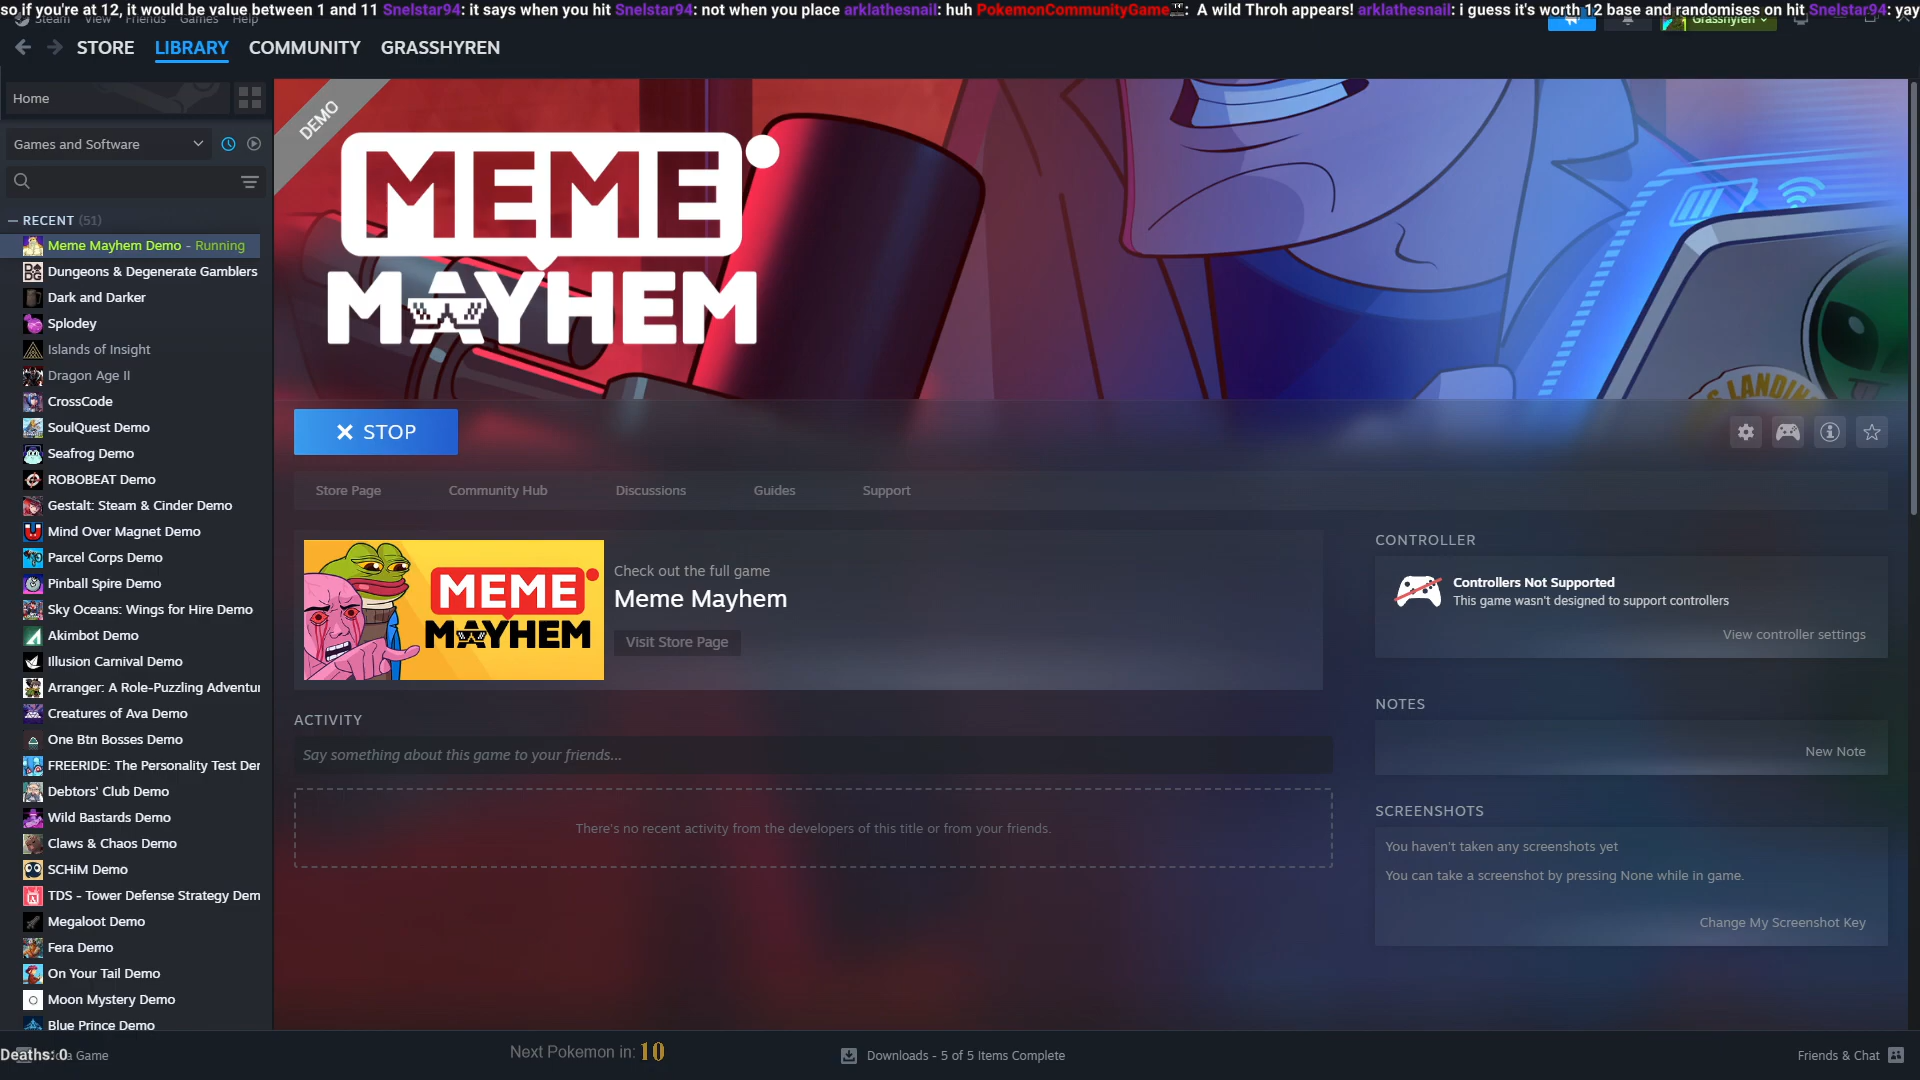 so if you're at 12, it would be value between 1 and 11 Snelstar94: it says when you hit Snelstar94: not when you place arklathesnail: huh PokemonCommunityGame: A wild Throh appears! arklathesnail: i guess it's worth 12 base and randomises on hit Snelstar94: yay
Steam View Friends Games Help
Grasshyren
STORE LIBRARY COMMUNITY GRASSHYREN
Home
Games and Software
RECENT (51)
Meme Mayhem Demo - Running
Dungeons & Degenerate Gamblers
Dark and Darker
Splodey
Islands of Insight
Dragon Age II
CrossCode
SoulQuest Demo
Seafrog Demo
ROBOBEAT Demo
Gestalt: Steam & Cinder Demo
Mind Over Magnet Demo
Parcel Corps Demo
Pinball Spire Demo
Sky Oceans: Wings for Hire Demo
Akimbot Demo
Illusion Carnival Demo
Arranger: A Role-Puzzling Adventu
Creatures of Ava Demo
One Btn Bosses Demo
FREERIDE: The Personality Test Der
Debtors' Club Demo
Wild Bastards Demo
Claws & Chaos Demo
SCHiM Demo
TDS - Tower Defense Strategy Dem
Megaloot Demo
Fera Demo
On Your Tail Demo
Moon Mystery Demo
Blue Prince Demo
DEMO
MEME
MAYHEM
LANDIN
STOP
Store Page Community Hub Discussions Guides Support
MEME
MAYHEM
Check out the full game
Meme Mayhem
Visit Store Page
ACTIVITY
Say something about this game to your friends...
There's no recent activity from the developers of this title or from your friends.
CONTROLLER
Controllers Not Supported
This game wasn't designed to support controllers
View controller settings
NOTES
New Note
SCREENSHOTS
You haven't taken any screenshots yet
You can take a screenshot by pressing None while in game.
Change My Screenshot Key
Deaths: 0
a Game
Next Pokemon in: 10
Downloads - 5 of 5 Items Complete
Friends & Chat